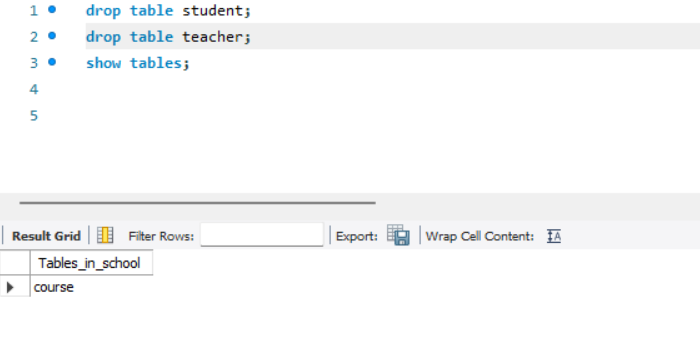 1 drop table student;
2 drop table teacher;
3 show tables;
4
5
Result Grid Filter Rows: Export: Wrap Cell Content:
Tables_in_school
course